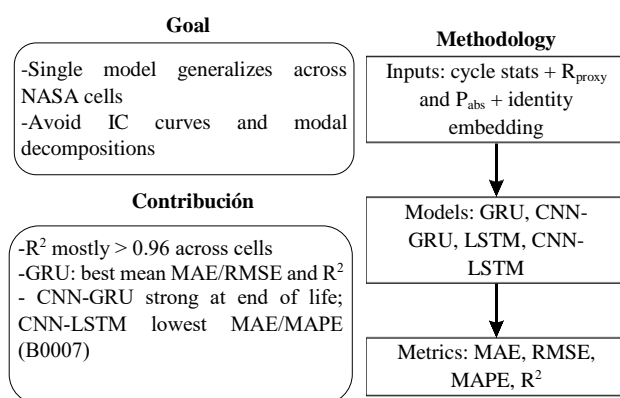 Goal
-Single model generalizes across
NASA cells
-Avoid IC curves and modal
decompositions
Contribución
-R² mostly > 0.96 across cells
-GRU: best mean MAE/RMSE and R²
- CNN-GRU strong at end of life;
CNN-LSTM lowest MAE/MAPE
(B0007)
Methodology
Inputs: cycle stats + Rproxy
and Pabs + identity
embedding
Models: GRU, CNN-
GRU, LSTM, CNN-
LSTM
Metrics: MAE, RMSE,
MAPE, R²